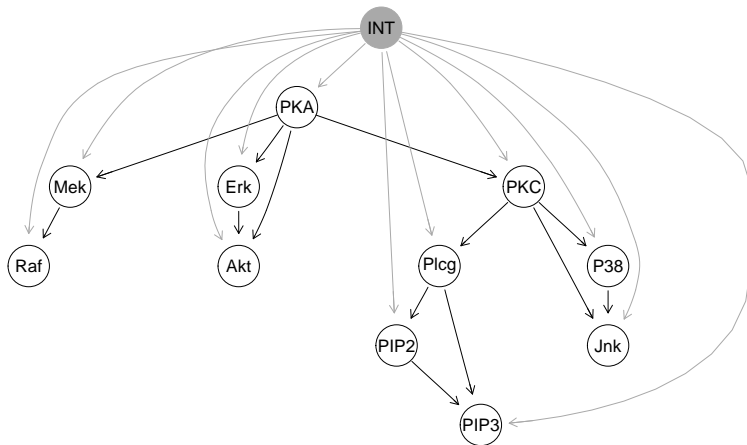 INT
PKA
Mek
Erk
PKC
Raf
Akt
Plcg
P38
PIP2
Jnk
PIP3